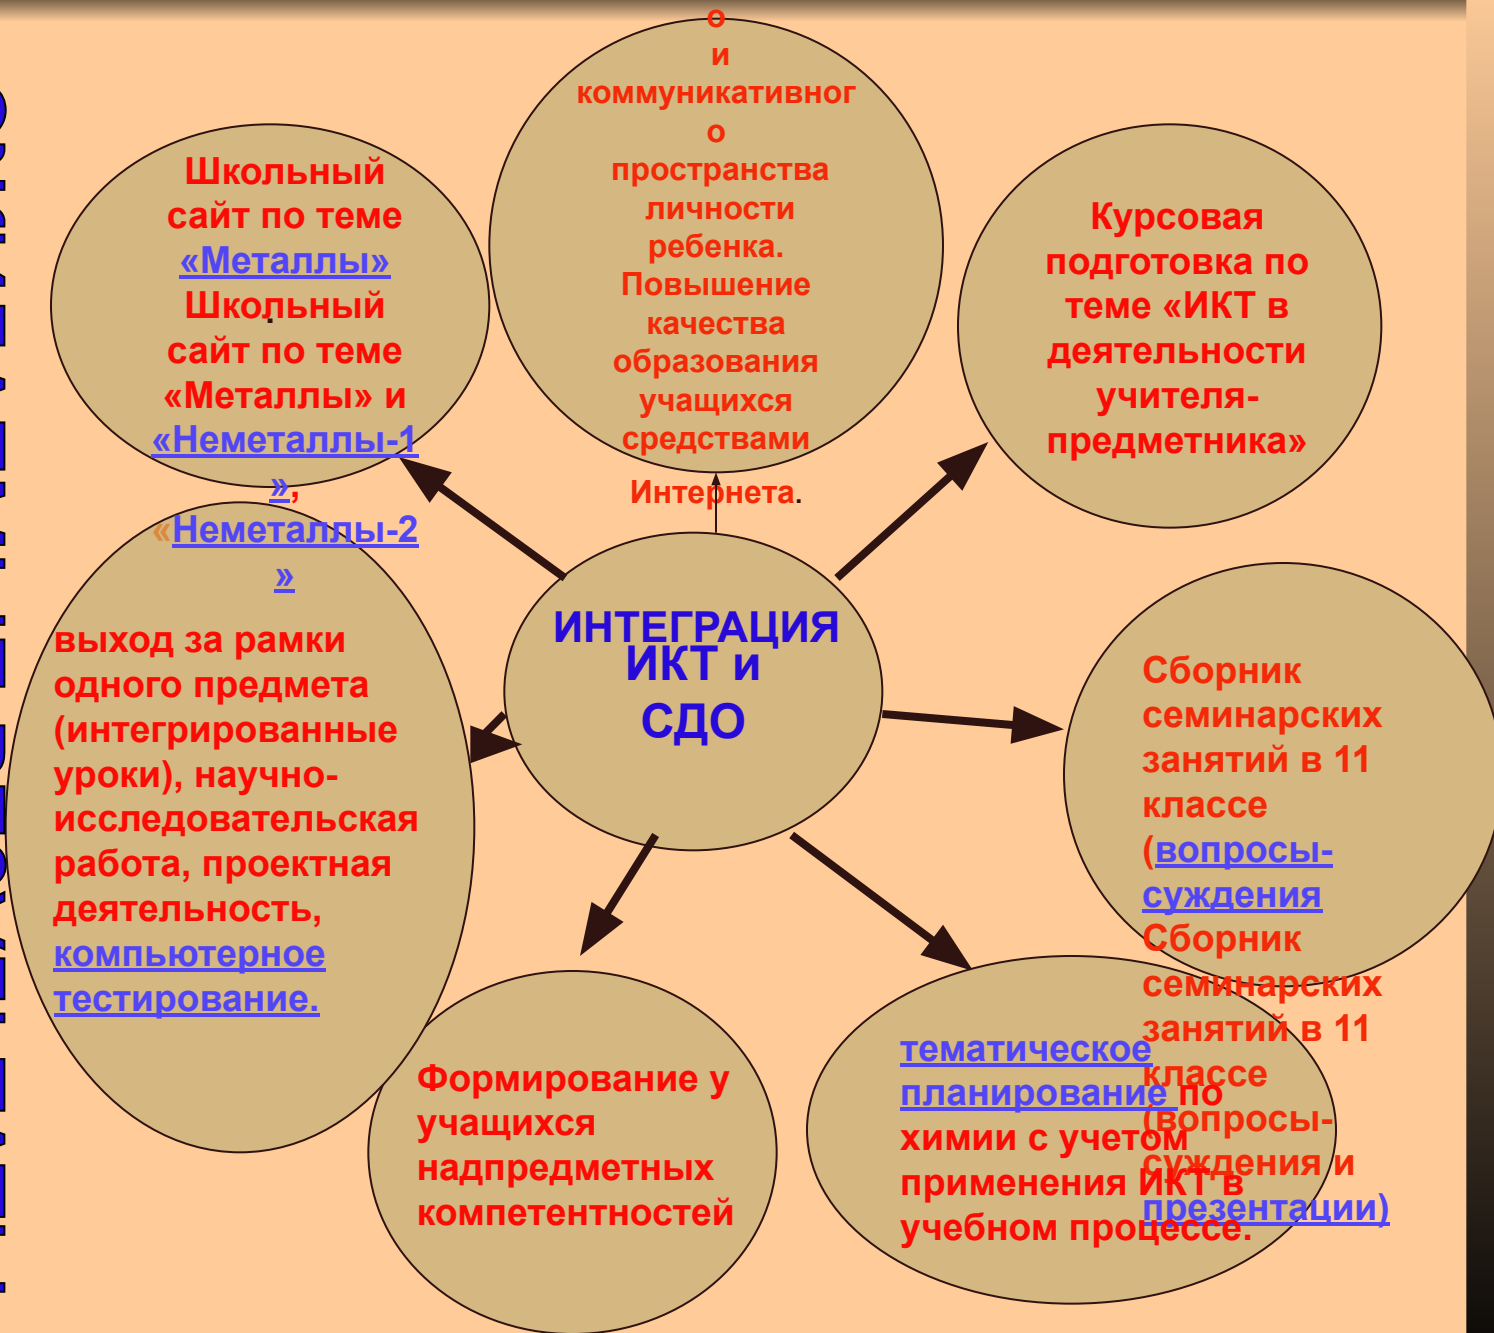 о
и
коммуникативног
о
пространства
личности
ребенка.
Повышение
качества
образования
учащихся
средствами
Интернета.
Школьный
сайт по теме
«Металлы»
Школьный
.
сайт по теме
«Металлы» и
«Неметаллы-1
»,
«Неметаллы-2
»
Курсовая
подготовка по
теме «ИКТ в
деятельности
учителя-
предметника»
ИНТЕГРАЦИЯ
ИКТ и
СДО
выход за рамки
одного предмета
(интегрированные
уроки), научно-
исследовательская
работа, проектная
деятельность,
компьютерное
тестирование.
Сборник
семинарских
занятий в 11
классе
(вопросы-
суждения
Сборник
семинарских
занятий в 11
классе
(вопросы-
суждения и
презентации)
Формирование у
учащихся
надпредметных
компетентностей
тематическое
планирование по
химии с учетом
применения ИКТ в
учебном процессе.